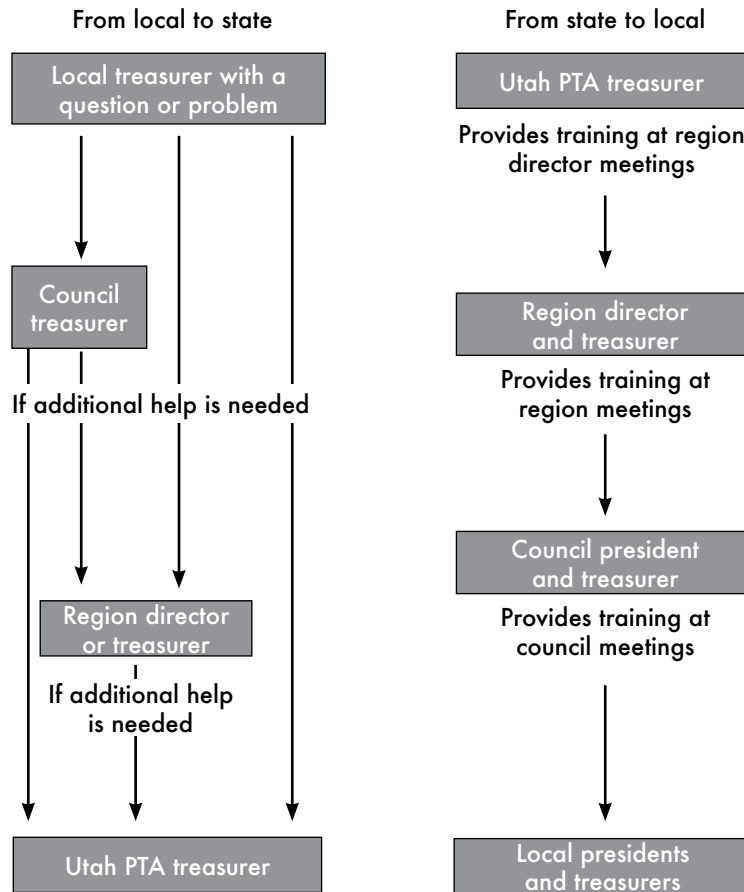 From local to state
Local treasurer with a
question or problem
Council
treasurer
If additional help is needed
Region director
or treasurer
If additional help
is needed
Utah PTA treasurer
From state to local
Utah PTA treasurer
Provides training at region
director meetings
Region director
and treasurer
Provides training at
region meetings
Council president
and treasurer
Provides training at
council meetings
Local presidents
and treasurers